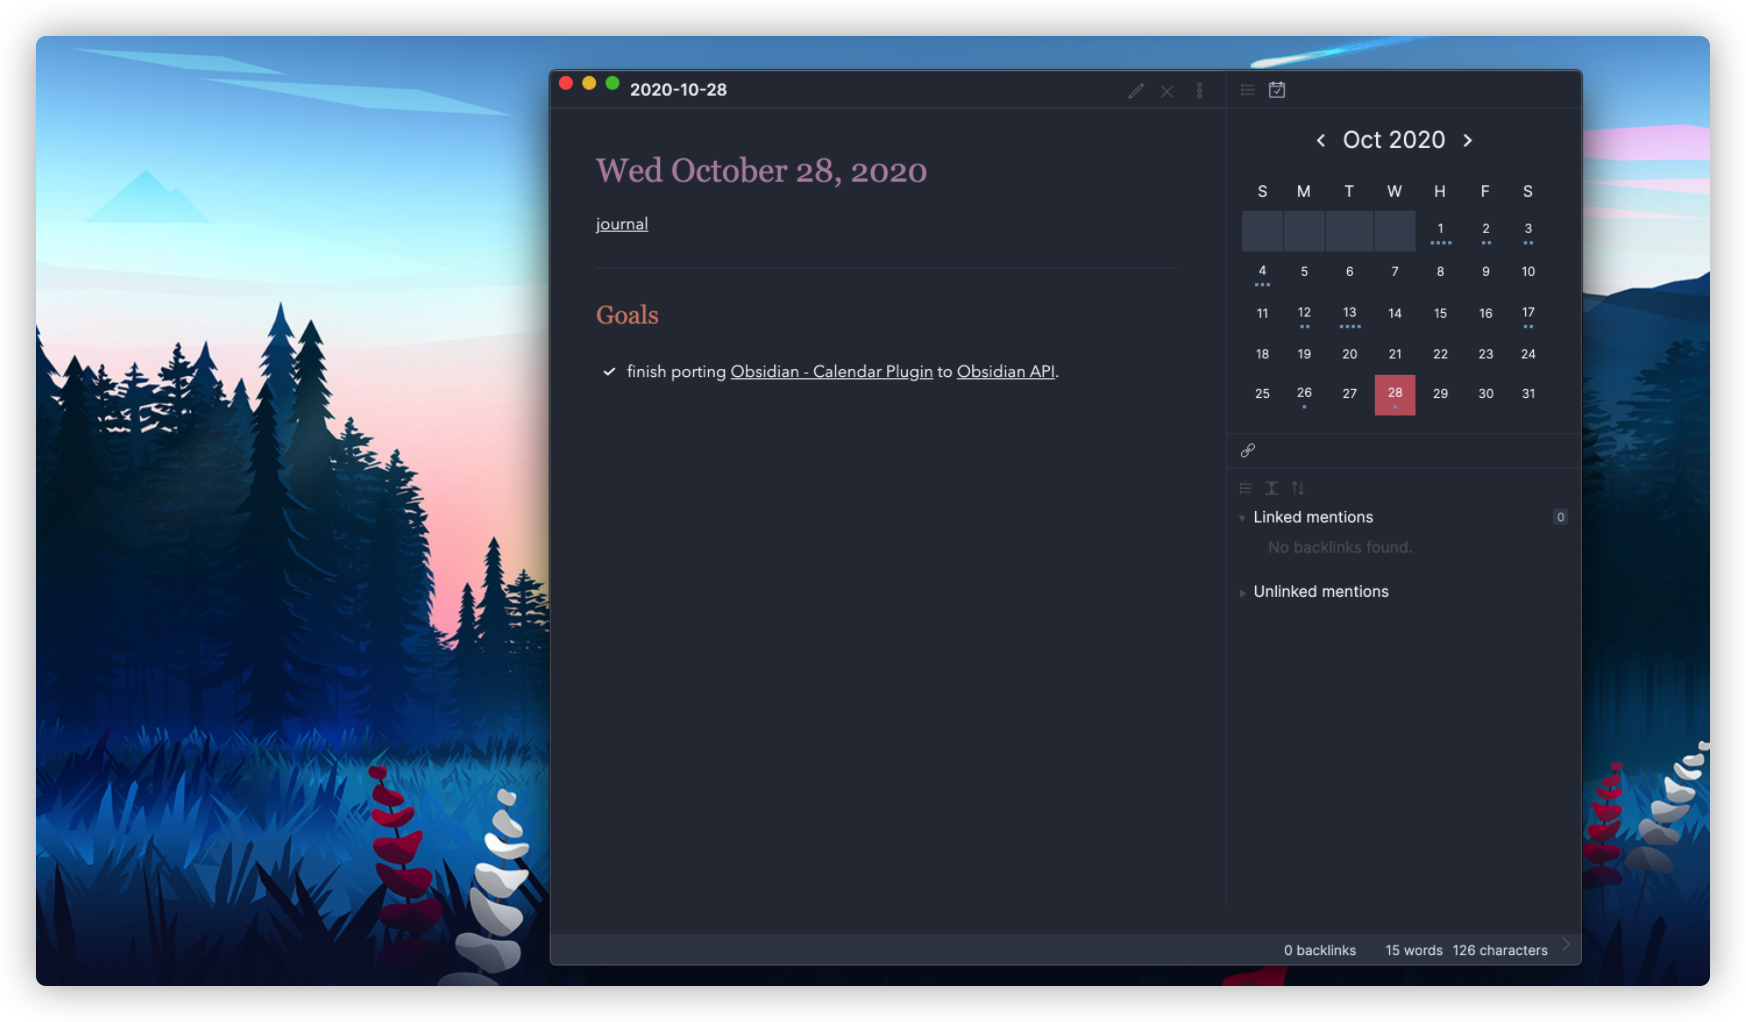 2020-10-28
Wed October 28, 2020
journal
Goals
finish porting Obsidian - Calendar Plugin to Obsidian API.
Oct 2020
S M T W H F S
1 2 3
4 5 6 7 8 9 10
11 12 13 14 15 16 17
18 19 20 21 22 23 24
25 26 27 28 29 30 31
Linked mentions 0
No backlinks found.
Unlinked mentions
0 backlinks 15 words 126 characters